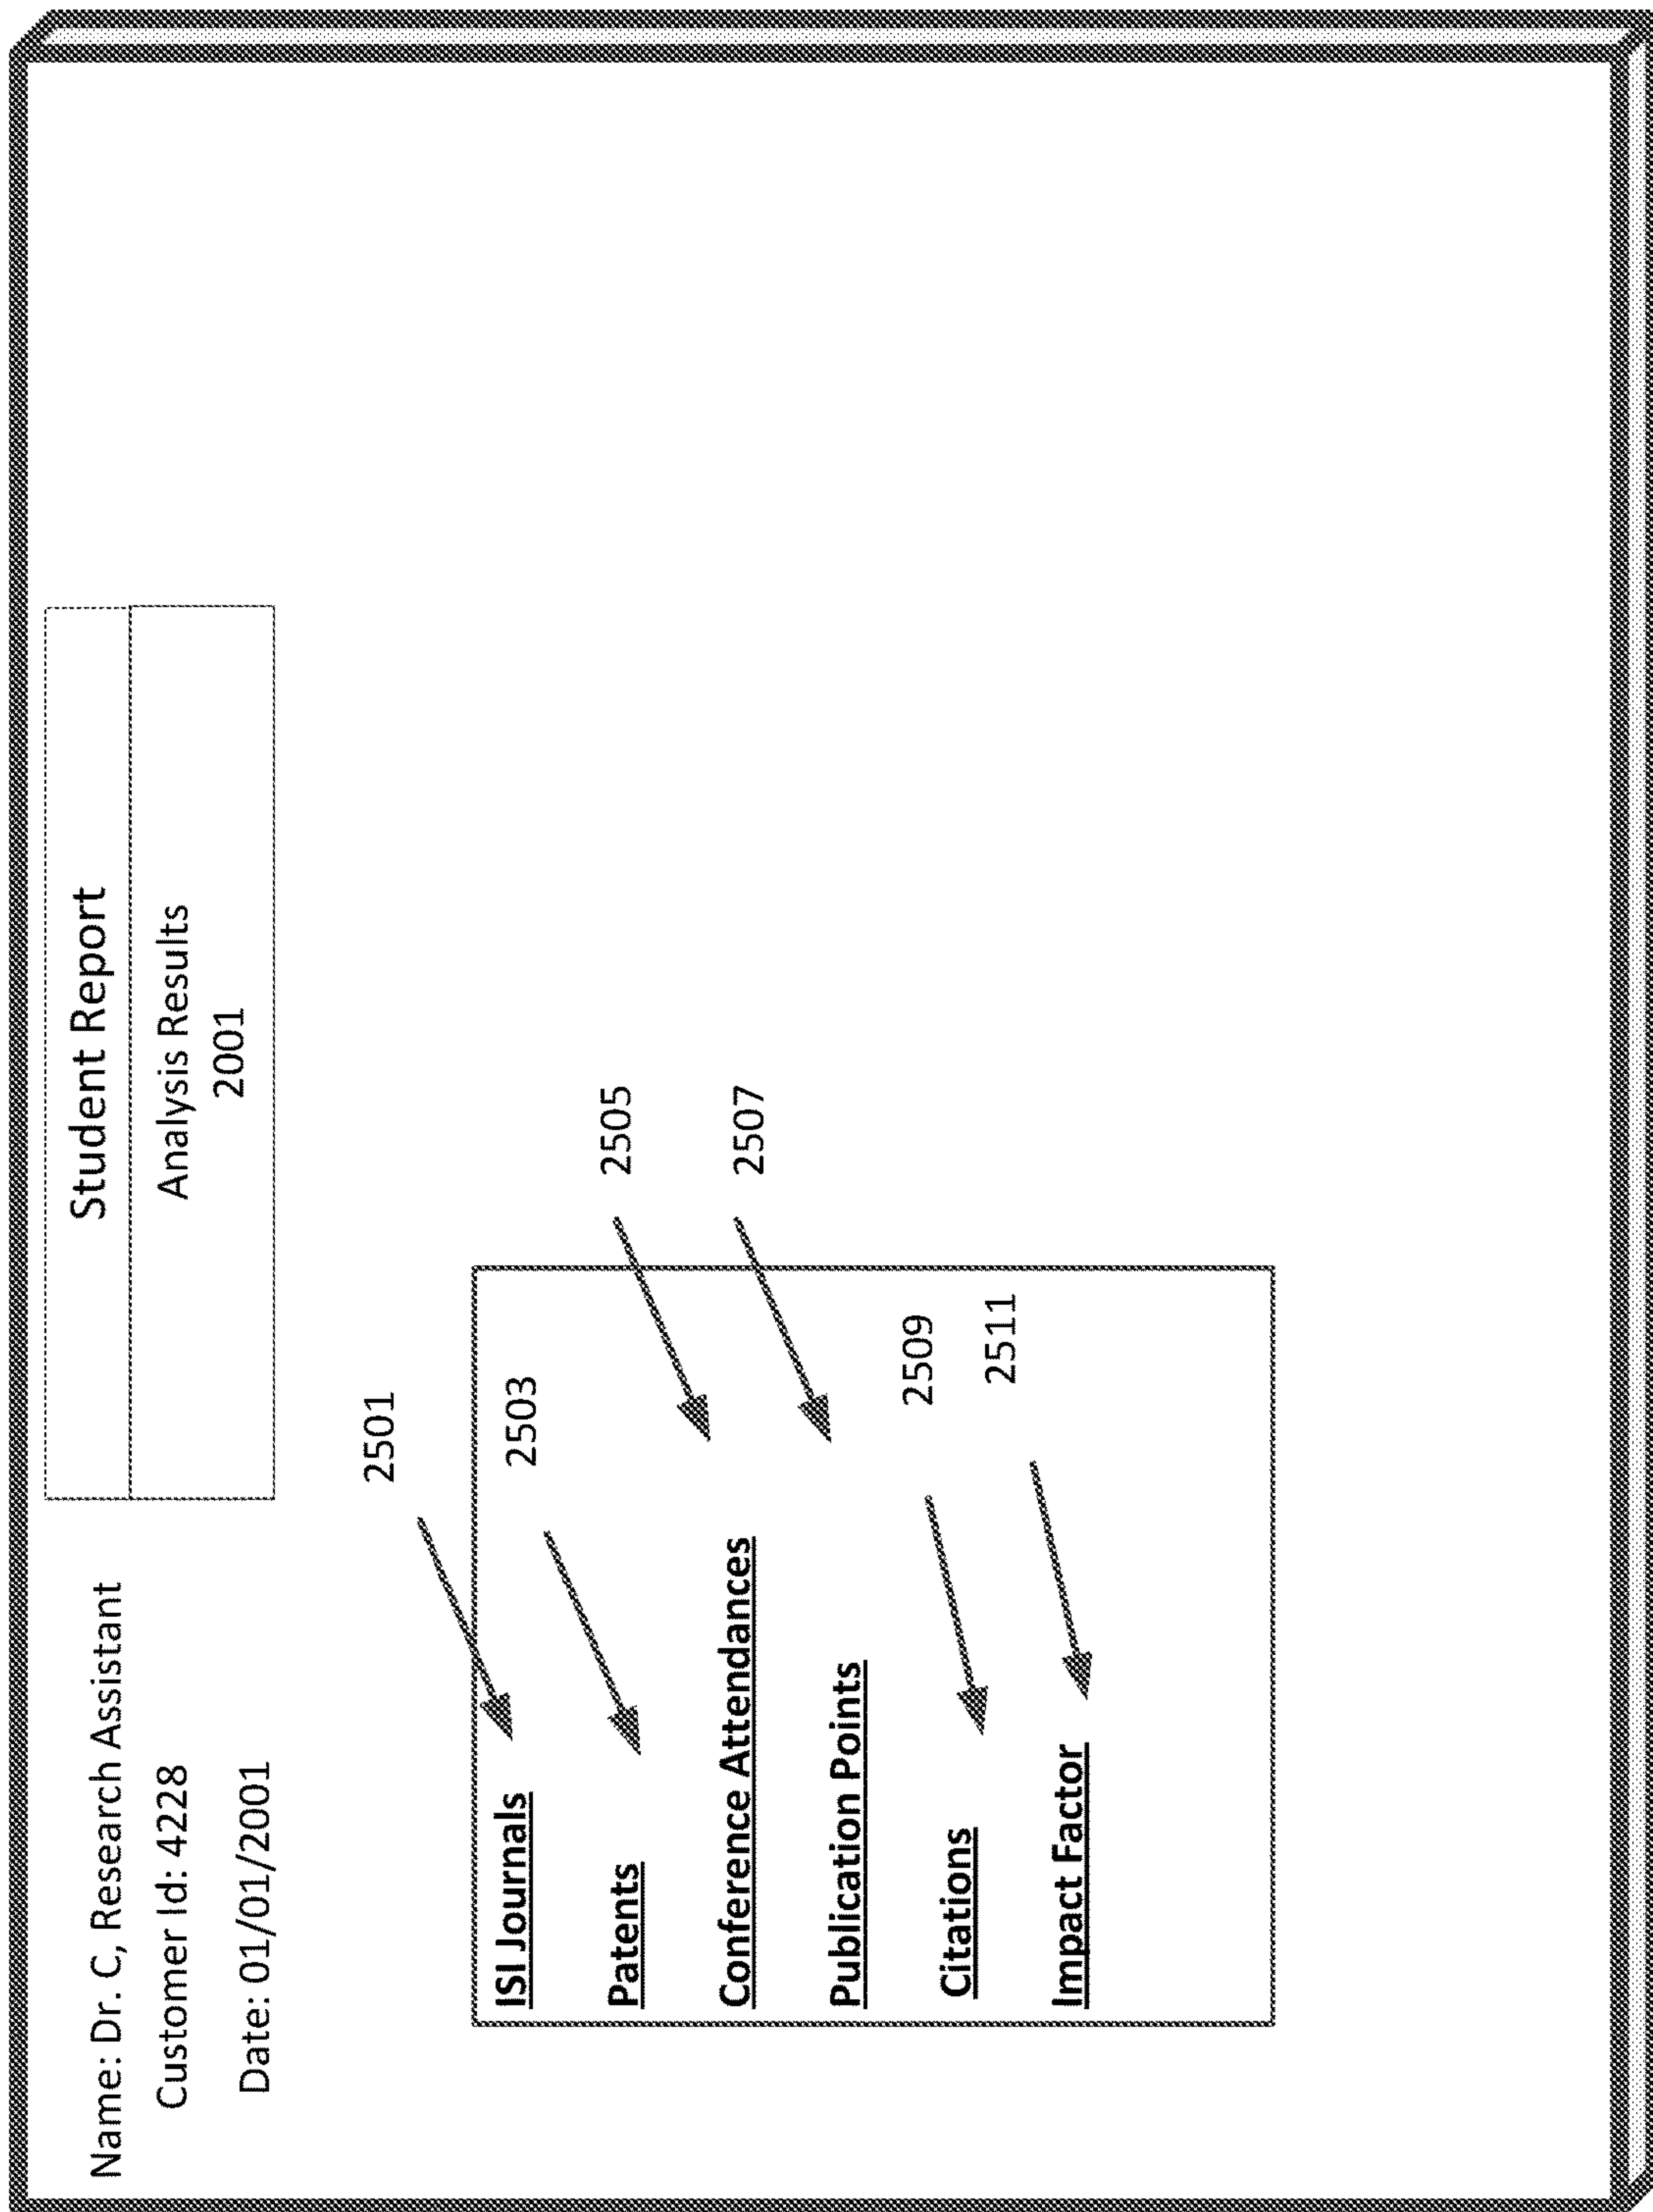 Name: Dr. C, Research Assistant
Customer Id: 4228
Date: 01/01/2001
Student Report
Analysis Results
2001
2501
ISI Journals
2503
Patents
2505
Conference Attendances
2507
Publication Points
2509
Citations
2511
Impact Factor